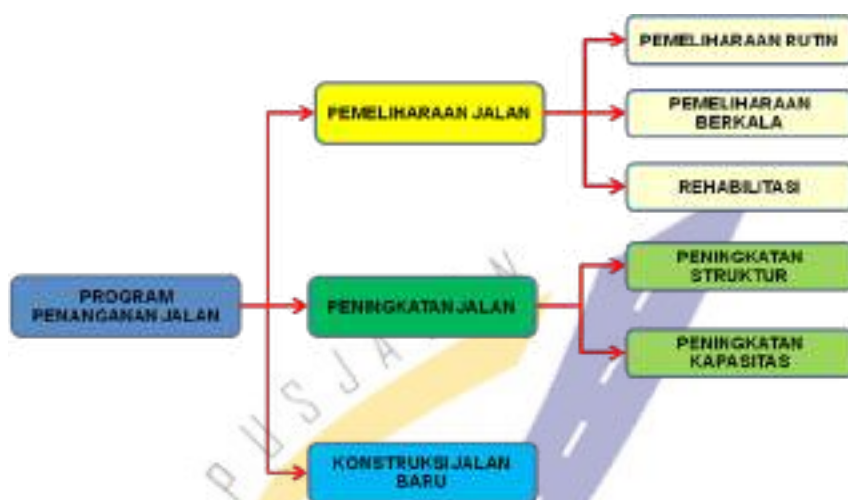 PEMELIHARAAN RUTIN
PEMELIHARAAN JALAN
PEMELIHARAAN
BERKALA
REHABILITASI
PROGRAM
PENANGANAN JALAN
PENINGKATAN JALAN
PENINGKATAN
STRUKTUR
PENINGKATAN
KAPASITAS
KONSTRUKSI JALAN
BARU